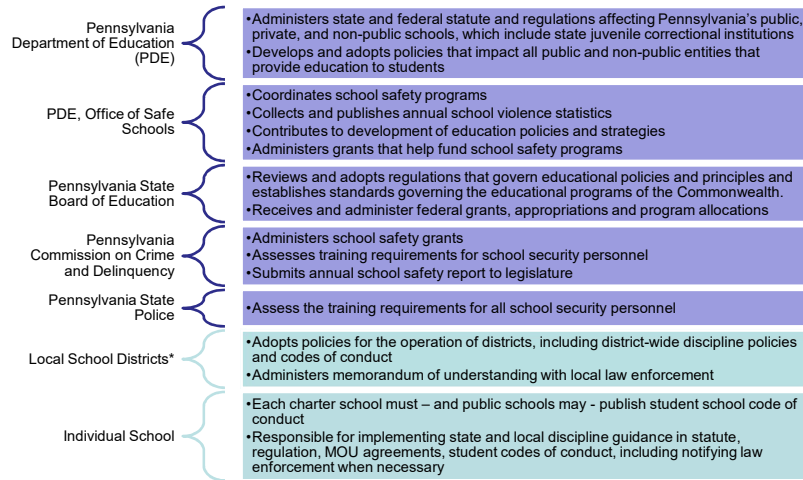 Pennsylvania
Department of Education
(PDE)
•Administers state and federal statute and regulations affecting Pennsylvania's public,
private, and non-public schools, which include state juvenile correctional institutions
•Develops and adopts policies that impact all public and non-public entities that
provide education to students
PDE, Office of Safe
Schools
•Coordinates school safety programs
•Collects and publishes annual school violence statistics
•Contributes to development of education policies and strategies
•Administers grants that help fund school safety programs
Pennsylvania State
Board of Education
•Reviews and adopts regulations that govern educational policies and principles and
establishes standards governing the educational programs of the Commonwealth.
•Receives and administer federal grants, appropriations and program allocations
Pennsylvania
Commission on Crime
and Delinquency
•Administers school safety grants
•Assesses training requirements for school security personnel
•Submits annual school safety report to legislature
Pennsylvania State
Police
•Assess the training requirements for all school security personnel
Local School Districts*
•Adopts policies for the operation of districts, including district-wide discipline policies
and codes of conduct
•Administers memorandum of understanding with local law enforcement
Individual School
•Each charter school must – and public schools may - publish student school code of
conduct
•Responsible for implementing state and local discipline guidance in statute,
regulation, MOU agreements, student codes of conduct, including notifying law
enforcement when necessary